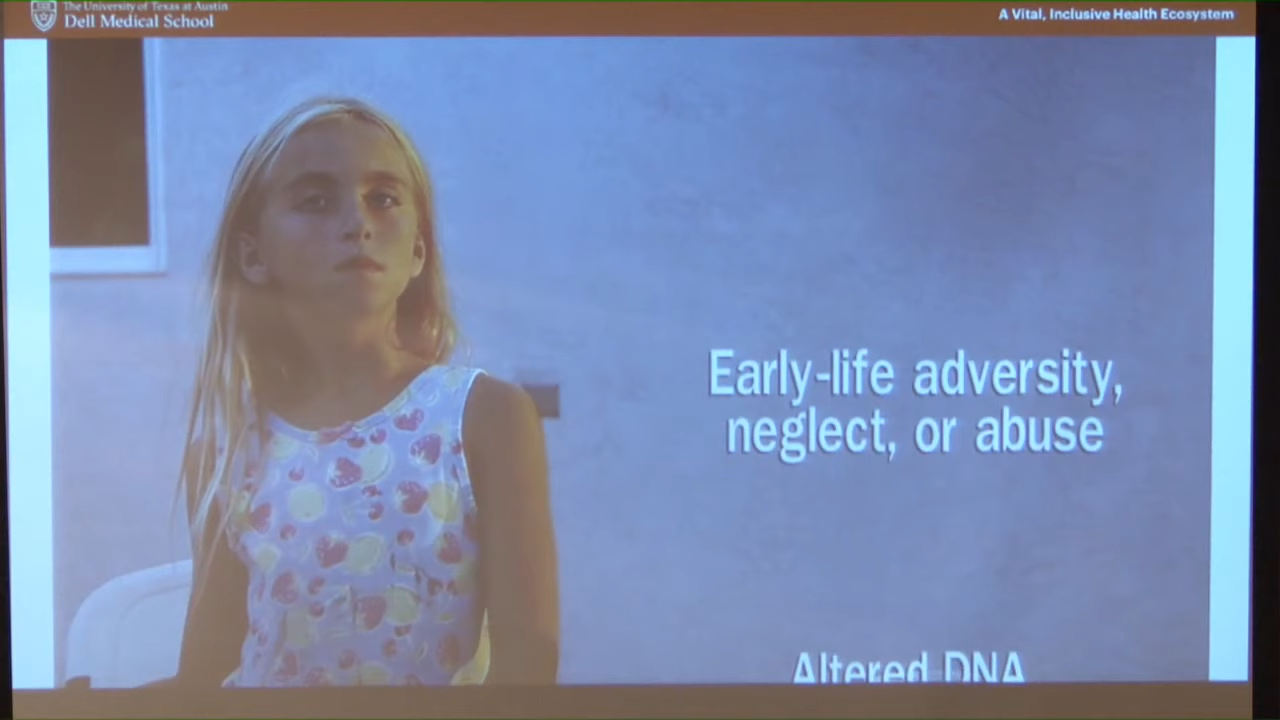 The University of Texas at Austin
Dell Medical School
A Vital, Inclusive Health Ecosystem
Early-life adversity,
neglect, or abuse
Altered DNA